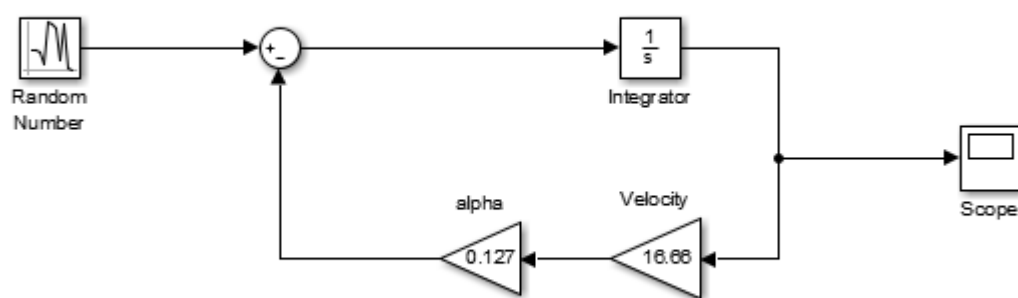 Random
Number
+
−
1
s
Integrator
Scope
alpha
0.127
Velocity
16.66